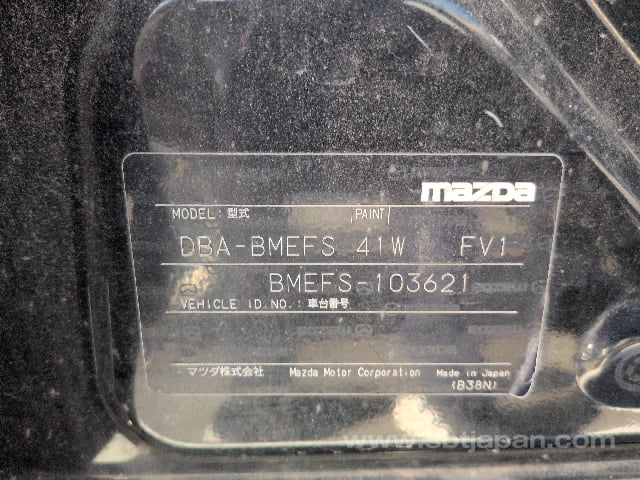 mazda
MODEL: 型式 PAINT
DBA-BMEFS 41W FV1
BMEFS-103621
VEHICLE ID.NO.: 車台番号
マツダ株式会社 Mazda Motor Corporation Made in Japan
(B38N)
www.sbtjapan.com